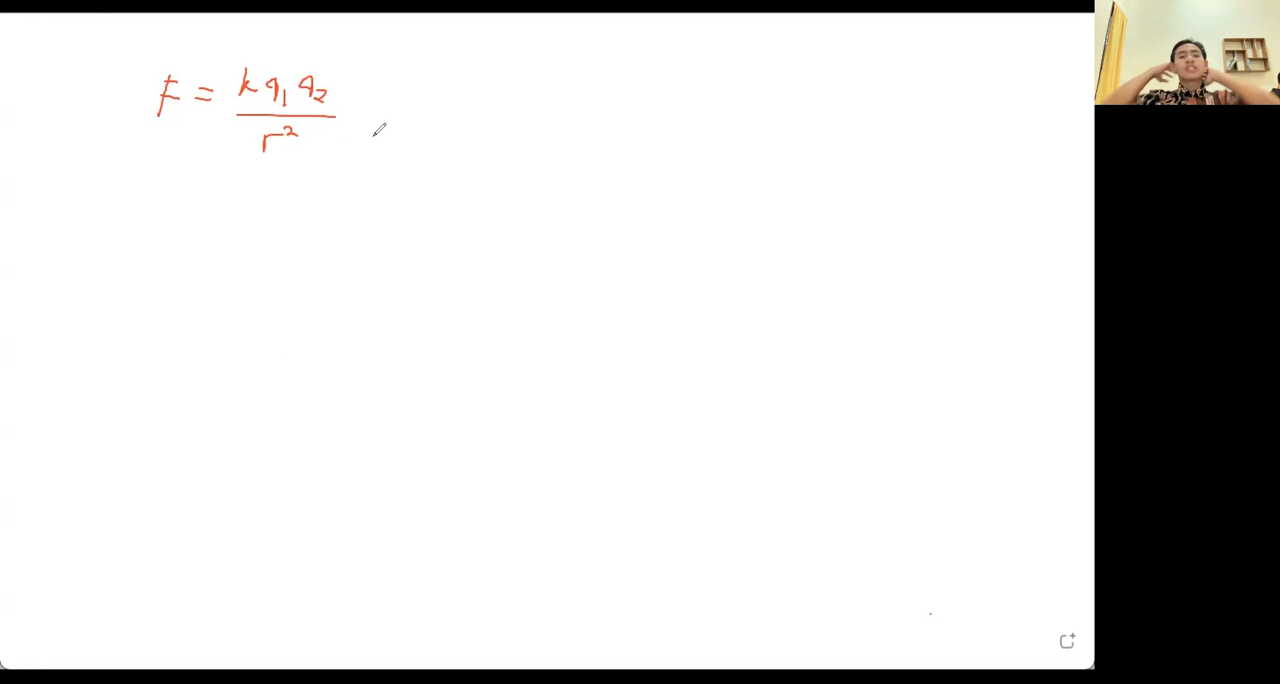 F = k q₁ q₂ / r²